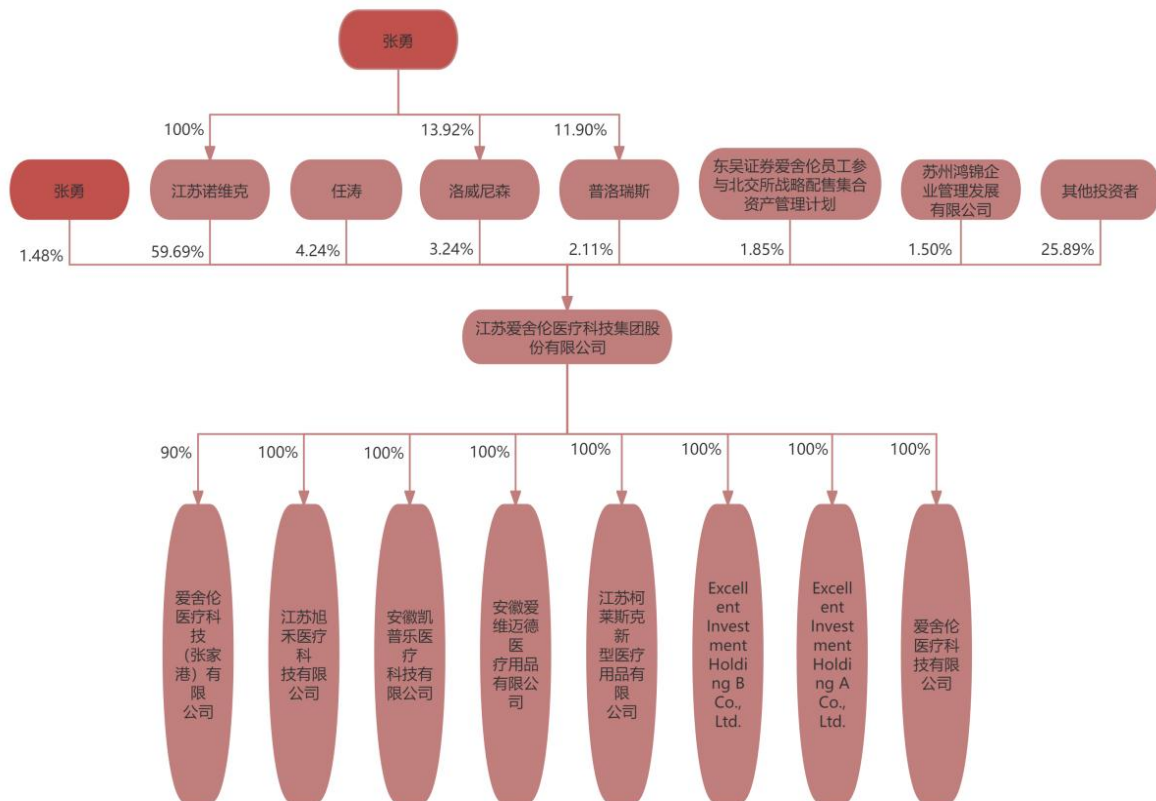 张勇
100%
13.92%
11.90%
张勇
江苏诺维克
任涛
洛威尼森
普洛瑞斯
东吴证券爱舍伦员工参
与北交所战略配售集合
资产管理计划
苏州鸿锦企
业管理发展
有限公司
其他投资者
1.48%
59.69%
4.24%
3.24%
2.11%
1.85%
1.50%
25.89%
江苏爱舍伦医疗科技集团股
份有限公司
90%
100%
100%
100%
100%
100%
100%
100%
爱舍伦
医疗科
技
（张家
港）有
限
公司
江苏旭
禾医疗
科
技有限
公司
安徽凯
普乐医
疗
科技有
限公司
安徽爱
维迈德
医
疗用品
有限公
司
江苏柯
莱斯克
新
型医疗
用品有
限
公司
Excell
ent
Invest
ment
Holdi
ng B
Co.,
Ltd.
Excell
ent
Invest
ment
Holdi
ng A
Co.,
Ltd.
爱舍伦
医疗科
技有限
公司